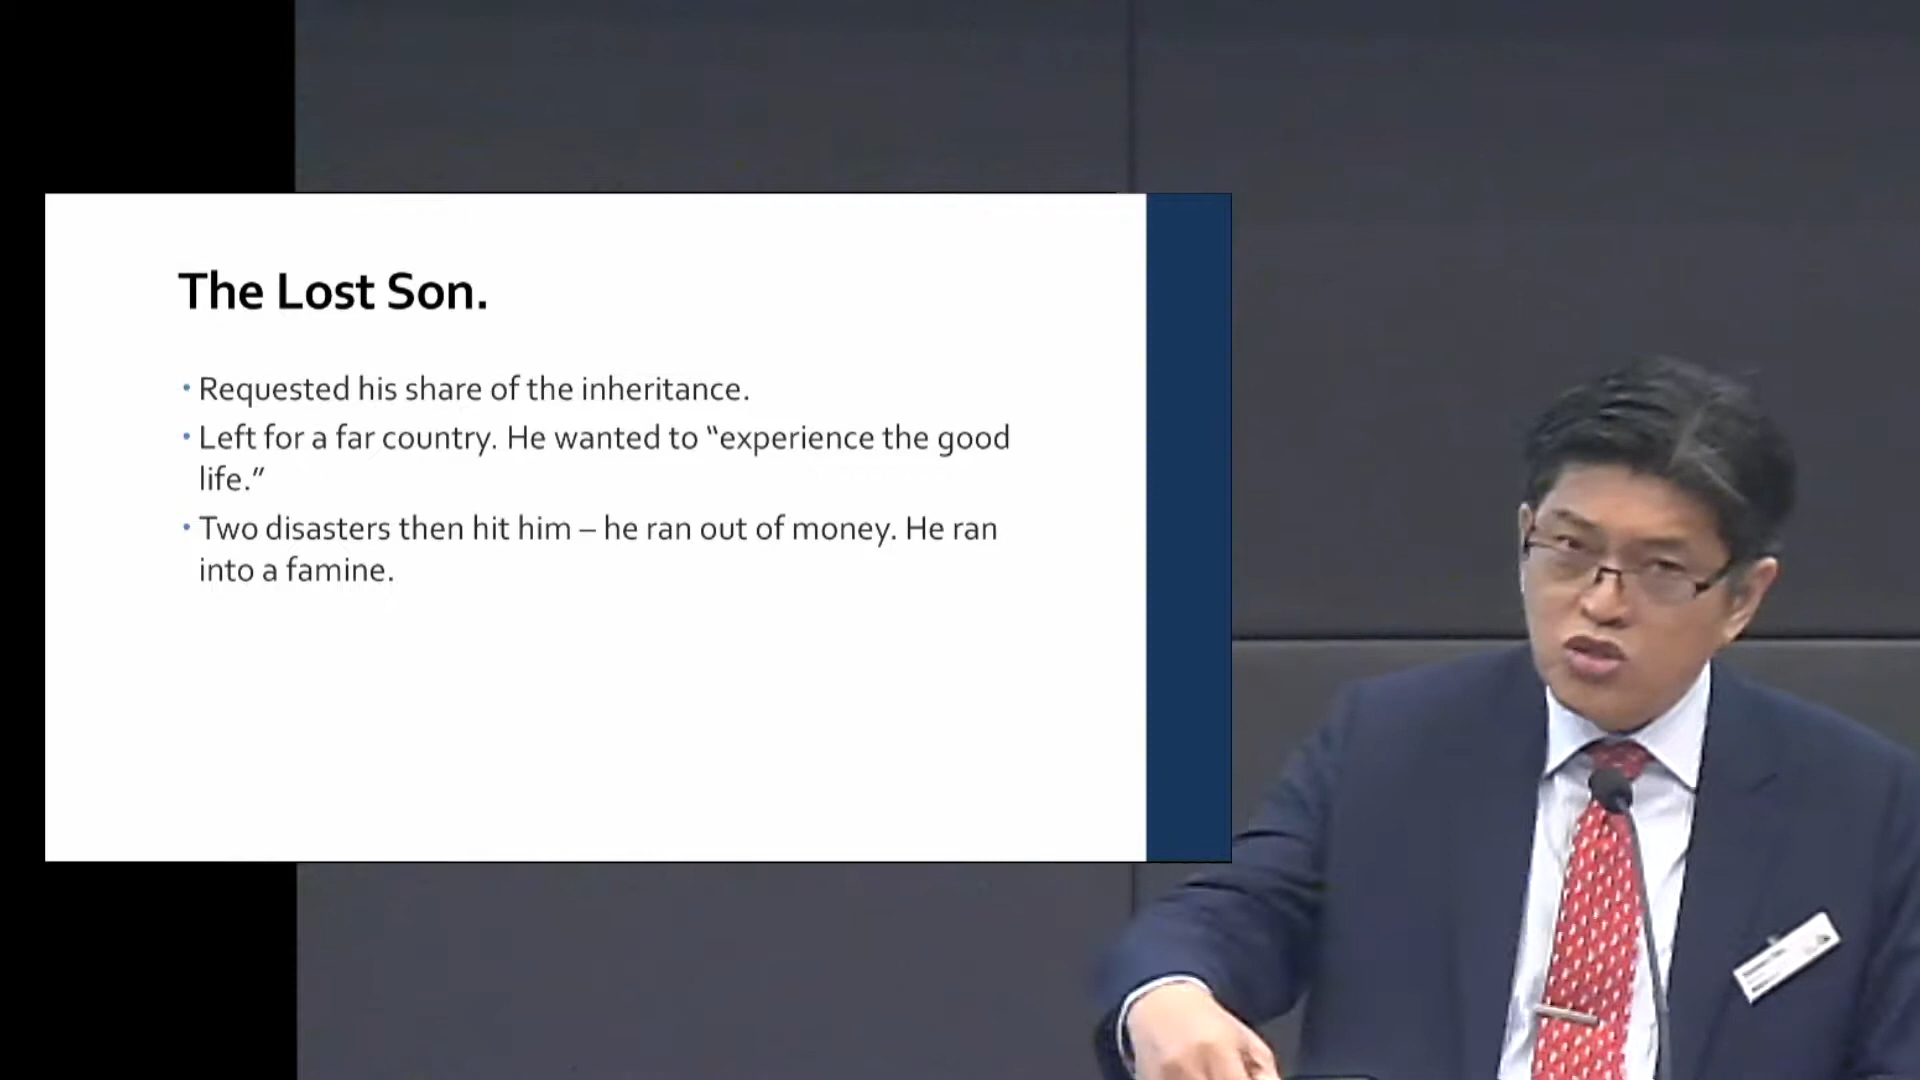 The Lost Son.
• Requested his share of the inheritance.
• Left for a far country. He wanted to “experience the good
life.”
• Two disasters then hit him – he ran out of money. He ran
into a famine.